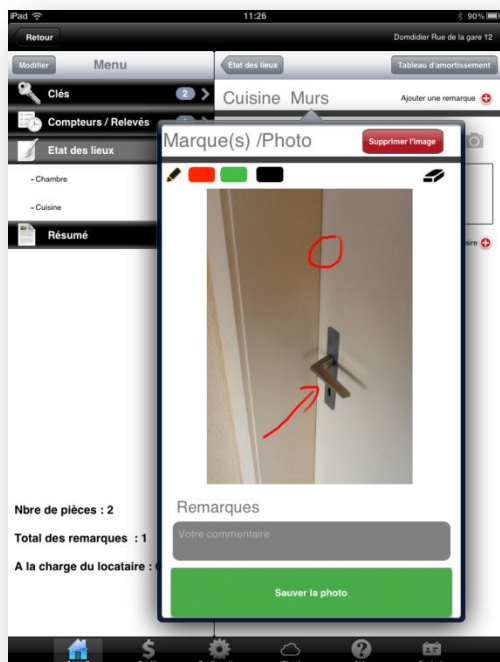 iPad 11:26 90%
Retour Domdidier Rue de la gare 12
Modifier Menu Etat des lieux Tableau d'amortissement
Clés 2
Cuisine Murs Ajouter une remarque
Compteurs / Relevés
Marque(s) /Photo Supprimer l'image
Etat des lieux
- Chambre
- Cuisine
Résumé
Nbre de pièces : 2
Remarques
Total des remarques : 1
Votre commentaire
A la charge du locataire :
Sauver la photo